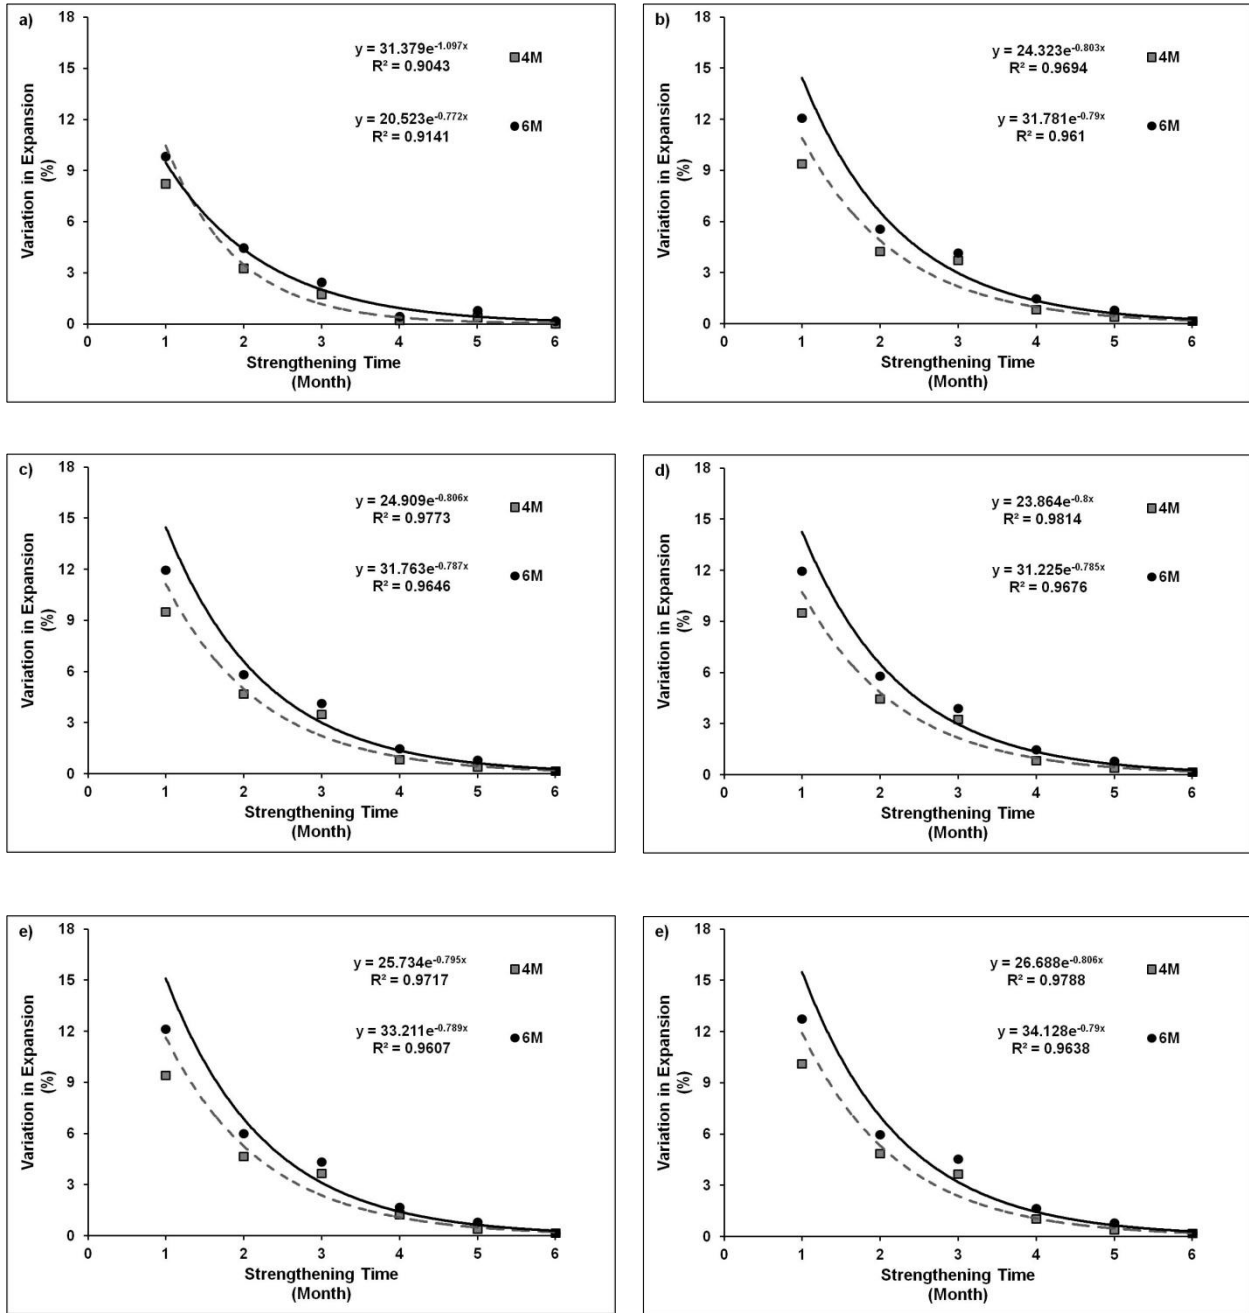 a)
18
15
12
9
6
3
0
Variation in Expansion
(%)
y = 31.379e^-1.097x
R² = 0.9043
4M
y = 20.523e^-0.772x
R² = 0.9141
6M
0 1 2 3 4 5 6
Strengthening Time
(Month)
b)
18
15
12
9
6
3
0
Variation in Expansion
(%)
y = 24.323e^-0.803x
R² = 0.9694
4M
y = 31.781e^-0.79x
R² = 0.961
6M
0 1 2 3 4 5 6
Strengthening Time
(Month)
c)
18
15
12
9
6
3
0
Variation in Expansion
(%)
y = 24.909e^-0.806x
R² = 0.9773
4M
y = 31.763e^-0.787x
R² = 0.9646
6M
0 1 2 3 4 5 6
Strengthening Time
(Month)
d)
18
15
12
9
6
3
0
Variation in Expansion
(%)
y = 23.864e^-0.8x
R² = 0.9814
4M
y = 31.225e^-0.785x
R² = 0.9676
6M
0 1 2 3 4 5 6
Strengthening Time
(Month)
e)
18
15
12
9
6
3
0
Variation in Expansion
(%)
y = 25.734e^-0.795x
R² = 0.9717
4M
y = 33.211e^-0.789x
R² = 0.9607
6M
0 1 2 3 4 5 6
Strengthening Time
(Month)
e)
18
15
12
9
6
3
0
Variation in Expansion
(%)
y = 26.688e^-0.806x
R² = 0.9788
4M
y = 34.128e^-0.79x
R² = 0.9638
6M
0 1 2 3 4 5 6
Strengthening Time
(Month)